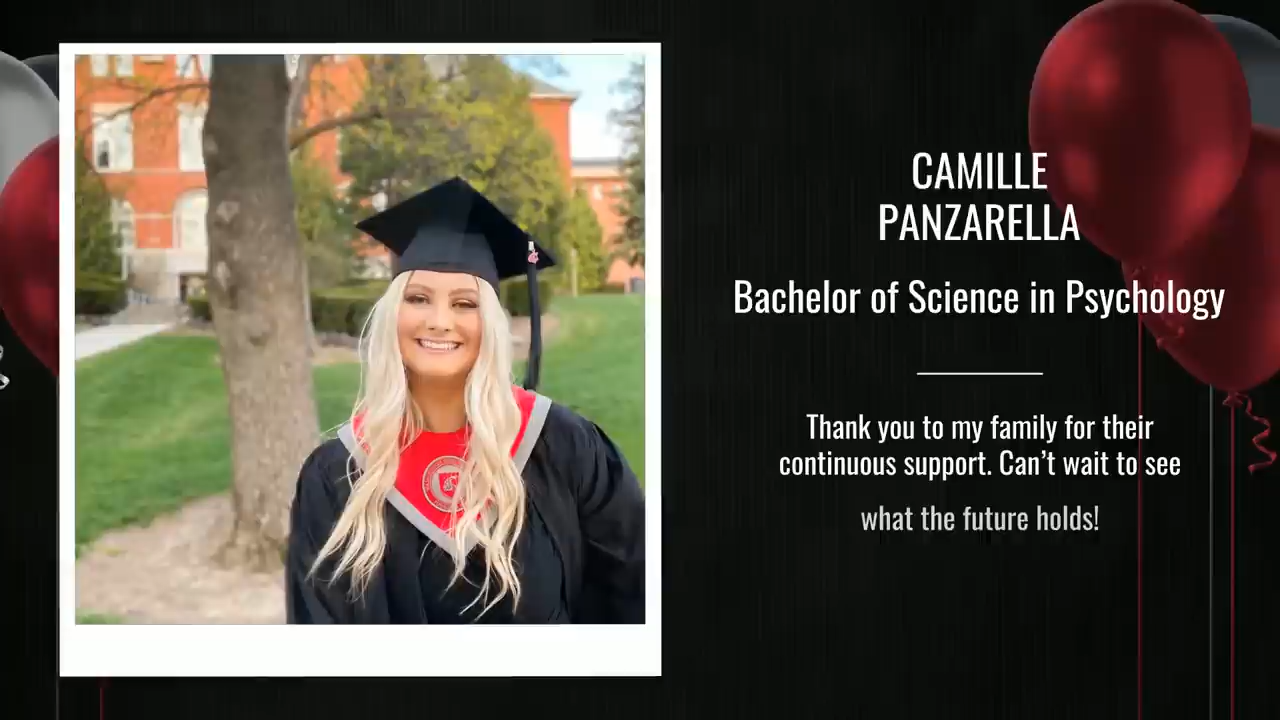 CAMILLE
PANZARELLA
Bachelor of Science in Psychology
Thank you to my family for their
continuous support. Can’t wait to see
what the future holds!